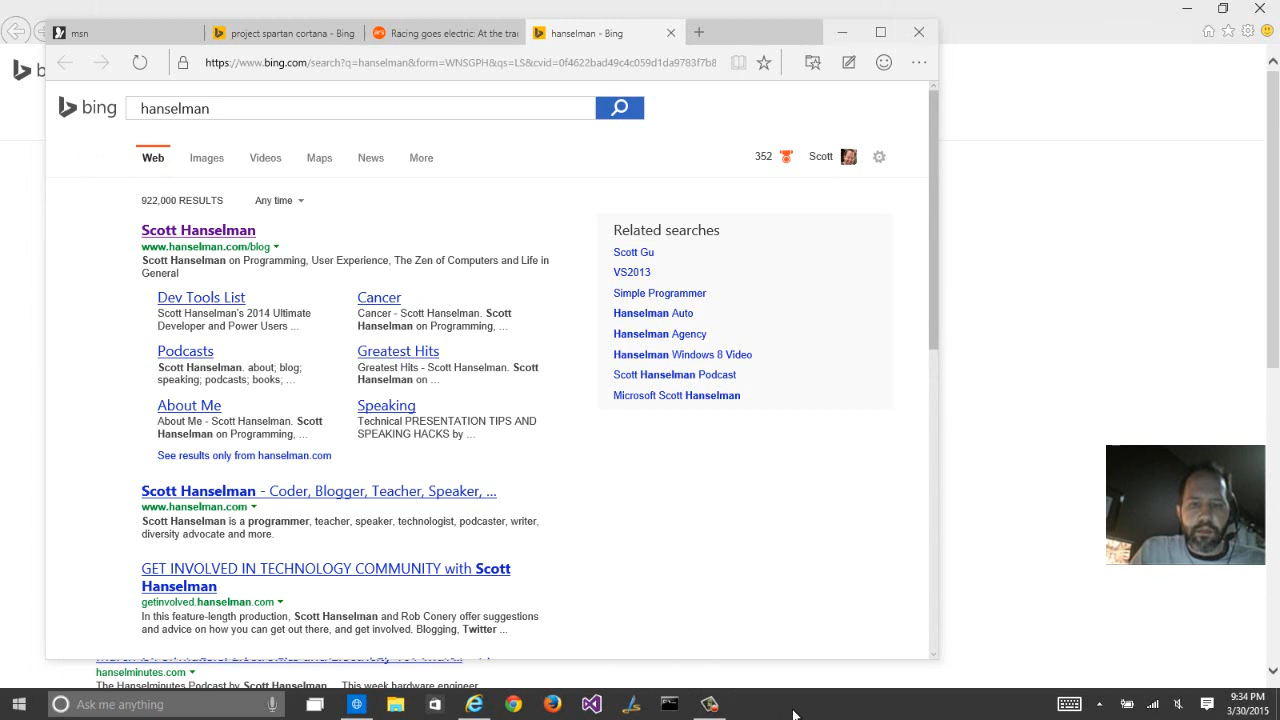 msn
project spartan cortana - Bing
Racing goes electric: At the tra
hanselman - Bing
https://www.bing.com/search?q=hanselman&form=WNSGPH&qs=LS&cvid=0f4622bad49c4c059d1da9783f7b8
bing
hanselman
Web
Images
Videos
Maps
News
More
352
Scott
922,000 RESULTS
Any time
Scott Hanselman
www.hanselman.com/blog
Scott Hanselman on Programming, User Experience, The Zen of Computers and Life in
General
Dev Tools List
Scott Hanselman's 2014 Ultimate
Developer and Power Users ...
Cancer
Cancer - Scott Hanselman. Scott
Hanselman on Programming, ...
Podcasts
Scott Hanselman. about; blog;
speaking; podcasts; books; ...
Greatest Hits
Greatest Hits - Scott Hanselman. Scott
Hanselman on ...
About Me
About Me - Scott Hanselman. Scott
Hanselman on Programming, ...
Speaking
Technical PRESENTATION TIPS AND
SPEAKING HACKS by ...
See results only from hanselman.com
Scott Hanselman - Coder, Blogger, Teacher, Speaker, ...
www.hanselman.com
Scott Hanselman is a programmer, teacher, speaker, technologist, podcaster, writer,
diversity advocate and more.
GET INVOLVED IN TECHNOLOGY COMMUNITY with Scott
Hanselman
getinvolved.hanselman.com
In this feature-length production, Scott Hanselman and Rob Conery offer suggestions
and advice on how you can get out there, and get involved. Blogging, Twitter ...
Related searches
Scott Gu
VS2013
Simple Programmer
Hanselman Auto
Hanselman Agency
Hanselman Windows 8 Video
Scott Hanselman Podcast
Microsoft Scott Hanselman
hanselminutes.com
The Hanselminutes Podcast by Scott Hanselman ... This week hardware engineer
Ask me anything
9:34 PM
3/30/2015